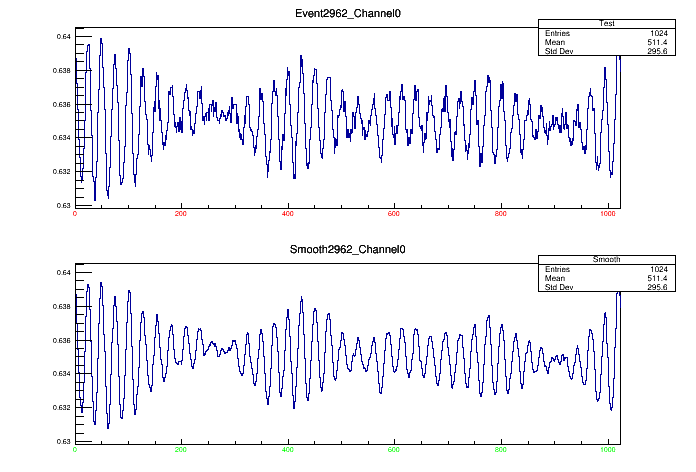 Event2962_Channel0
Test
Entries 1024
Mean 511.4
Std Dev 295.6
0.64
0.638
0.636
0.634
0.632
0.63
0 200 400 600 800 1000
Smooth2962_Channel0
Smooth
Entries 1024
Mean 511.4
Std Dev 295.6
0.64
0.638
0.636
0.634
0.632
0.63
0 200 400 600 800 1000